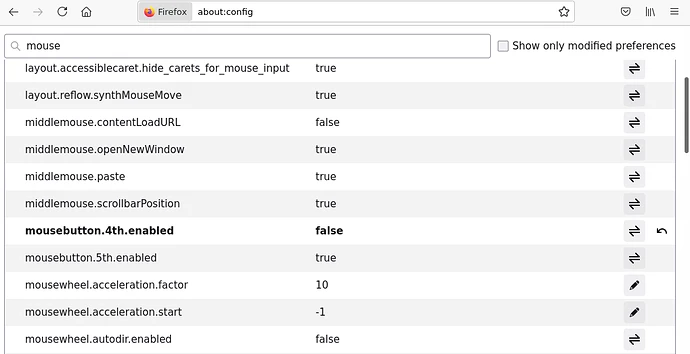 Firefox about:config
mouse Show only modified preferences
layout.accessiblecaret.hide_carets_for_mouse_input true
layout.reflow.synthMouseMove true
middlemouse.contentLoadURL false
middlemouse.openNewWindow true
middlemouse.paste true
middlemouse.scrollbarPosition true
mousebutton.4th.enabled false
mousebutton.5th.enabled true
mousewheel.acceleration.factor 10
mousewheel.acceleration.start -1
mousewheel.autodir.enabled false